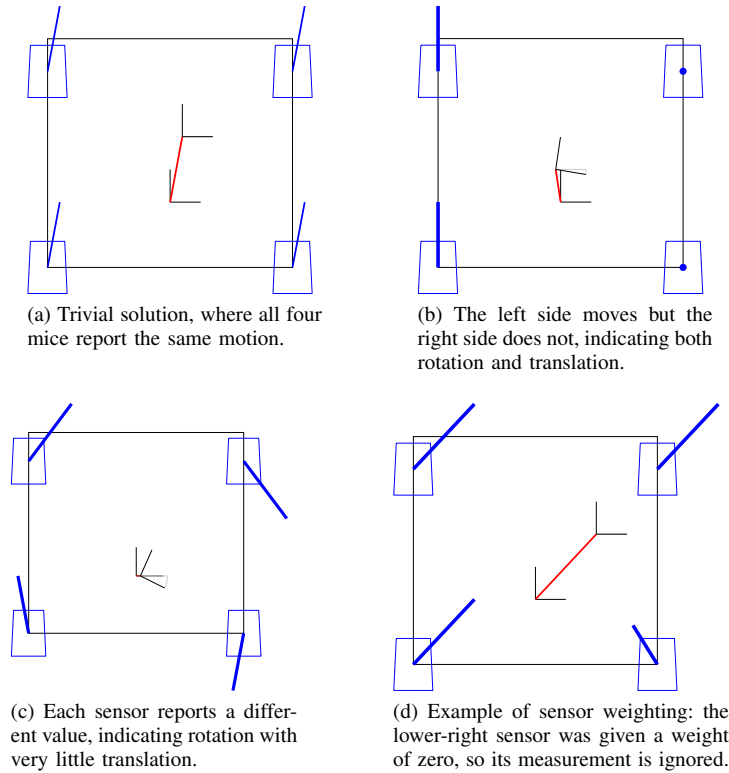 (a) Trivial solution, where all four
mice report the same motion.
(b) The left side moves but the
right side does not, indicating both
rotation and translation.
(c) Each sensor reports a differ-
ent value, indicating rotation with
very little translation.
(d) Example of sensor weighting: the
lower-right sensor was given a weight
of zero, so its measurement is ignored.